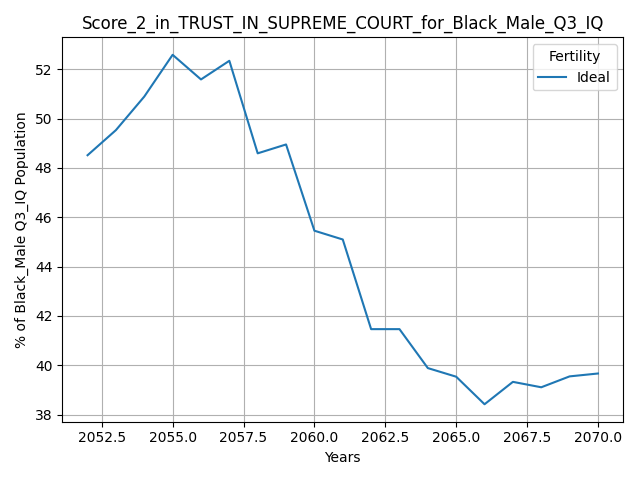 Score_2_in_TRUST_IN_SUPREME_COURT_for_Black_Male_Q3_IQ
Fertility
Ideal
% of Black_Male Q3_IQ Population
52
50
48
46
44
42
40
38
2052.5 2055.0 2057.5 2060.0 2062.5 2065.0 2067.5 2070.0
Years